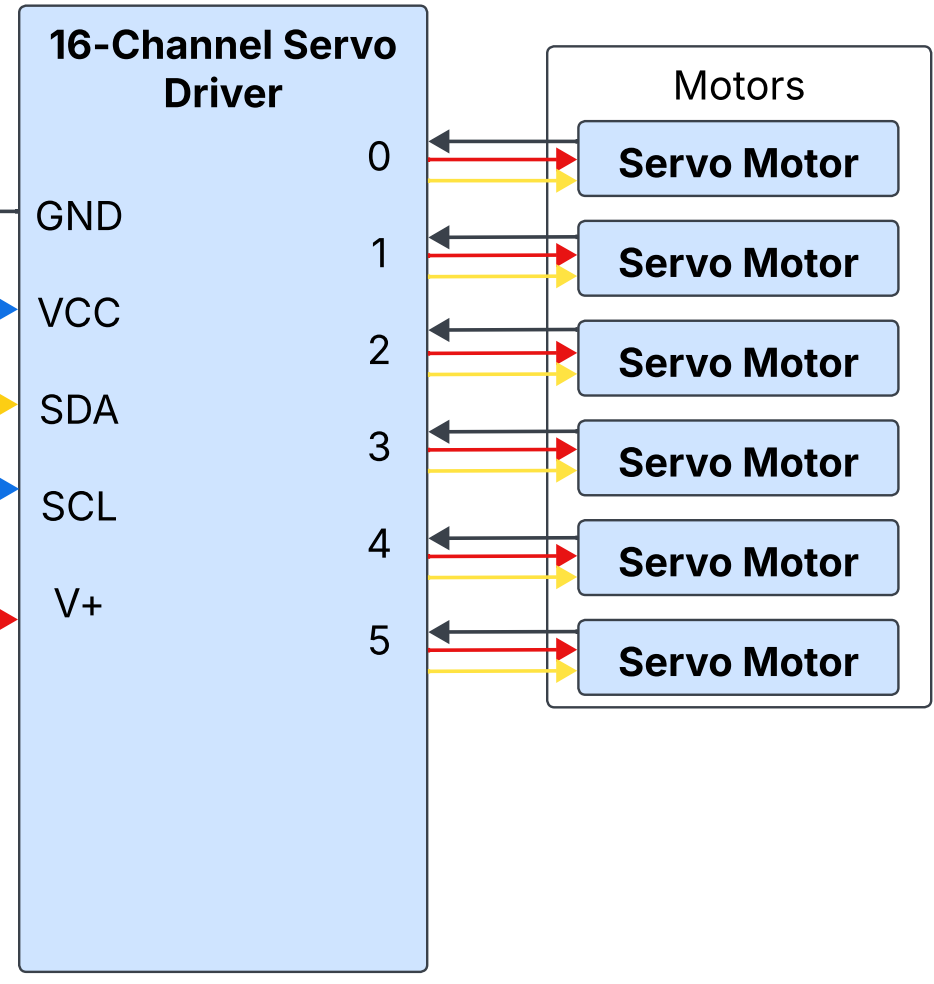 16-Channel Servo
Driver
GND
VCC
SDA
SCL
V+
0
1
2
3
4
5
Motors
Servo Motor
Servo Motor
Servo Motor
Servo Motor
Servo Motor
Servo Motor